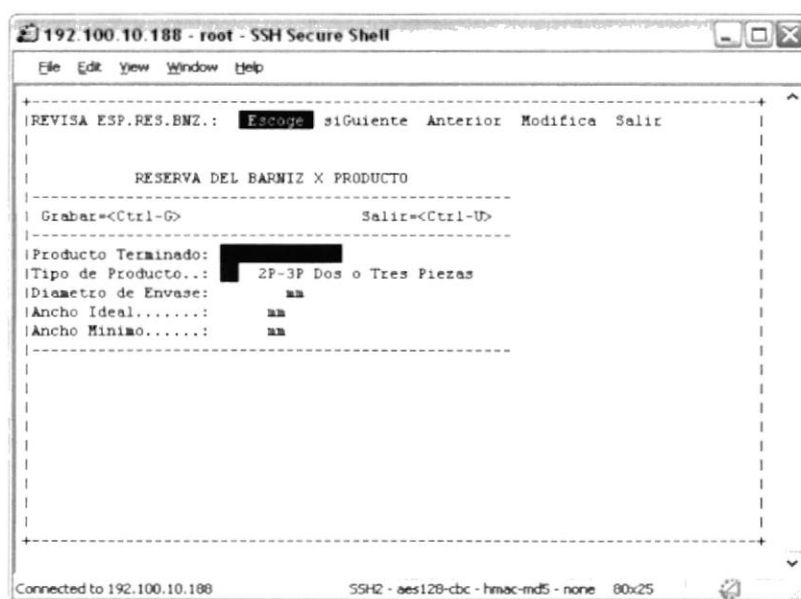 192.100.10.188 - root - SSH Secure Shell
File Edit View Window Help
REVISA ESP.RES.BNZ.: Escoge siGuiente Anterior Modifica Salir
RESERVA DEL BARNIZ X PRODUCTO
Grabar=<Ctrl-G> Salir=<Ctrl-U>
Producto Terminado:
Tipo de Producto..: 2P-3P Dos o Tres Piezas
Diametro de Envase: mm
Ancho Ideal.......: mm
Ancho Minimo......: mm
Connected to 192.100.10.188 SSH2 - aes128-cbc - hmac-md5 - none 80x25